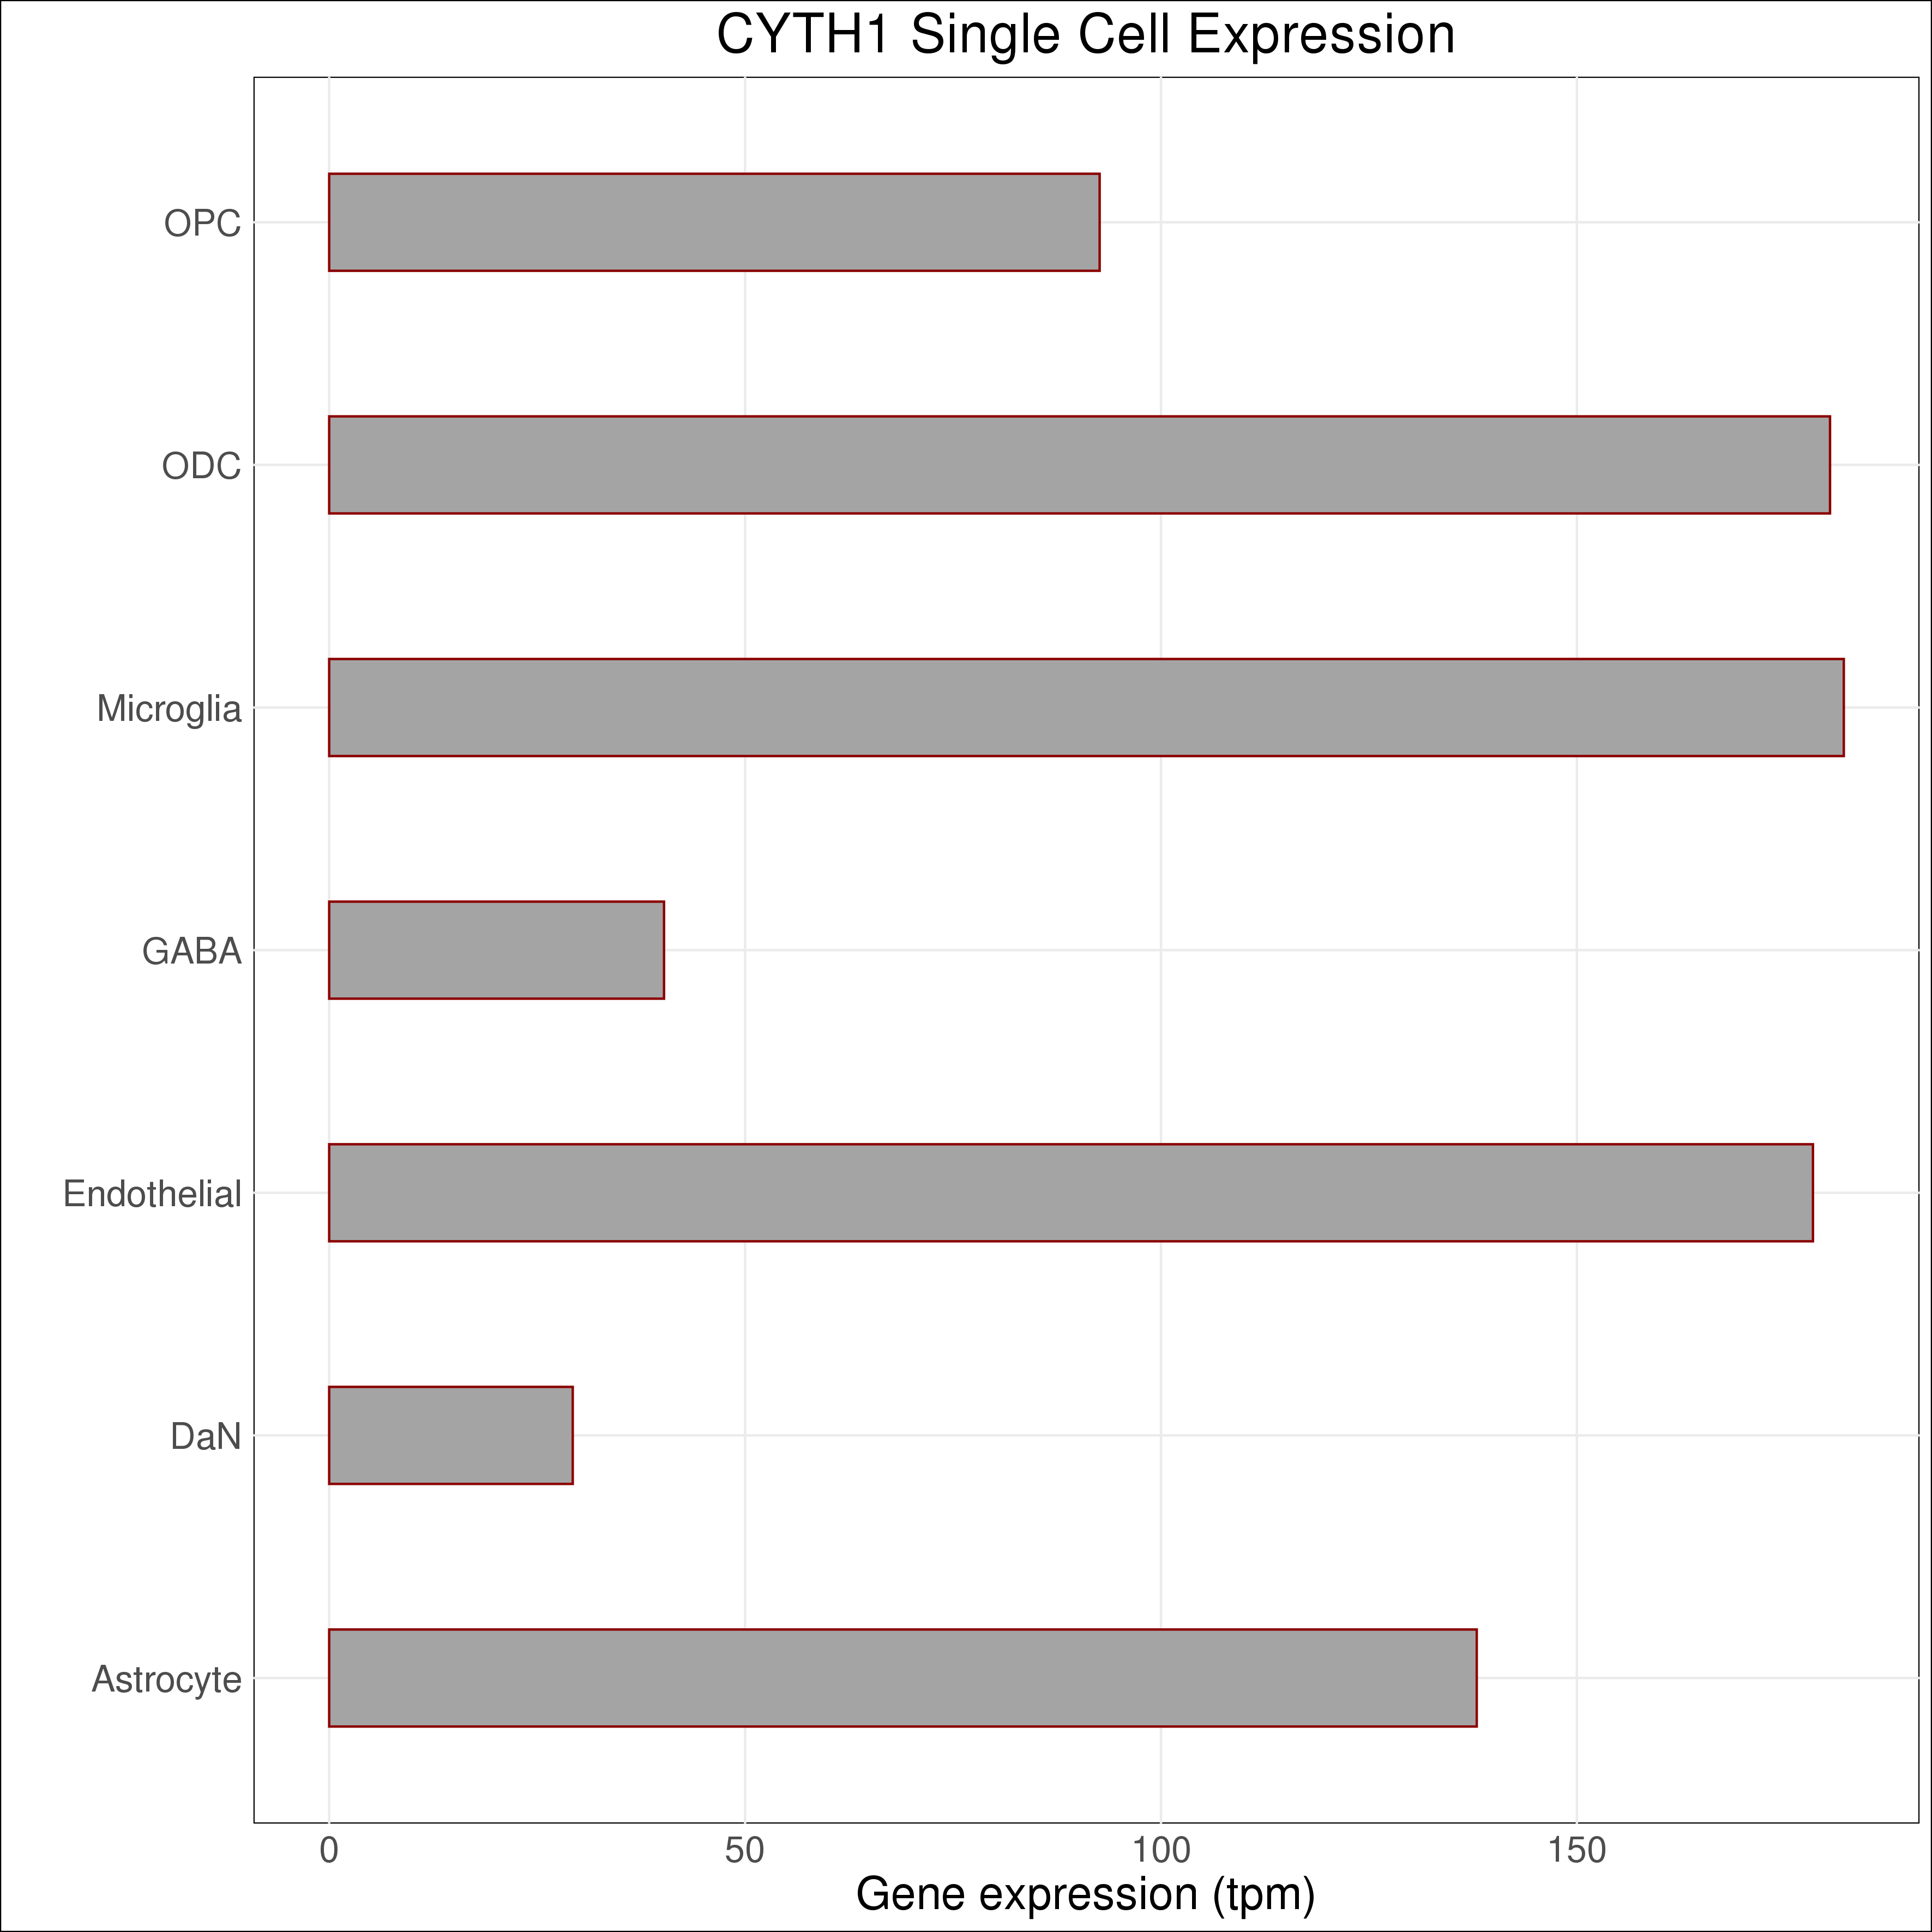 CYTH1 Single Cell Expression
OPC
ODC
Microglia
GABA
Endothelial
DaN
Astrocyte
0 50 100 150
Gene expression (tpm)